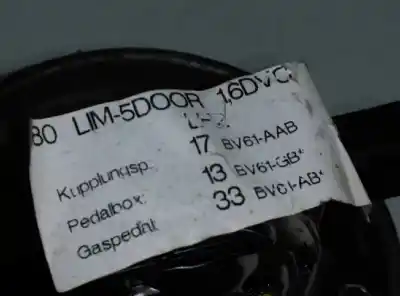 80 LIM-5DOOR 1,6DVC
Kupplungsp. 17 BV61-AAB
Pedalbox: 13 BV61-GB*
Gaspedal: 33 BV61-AB*